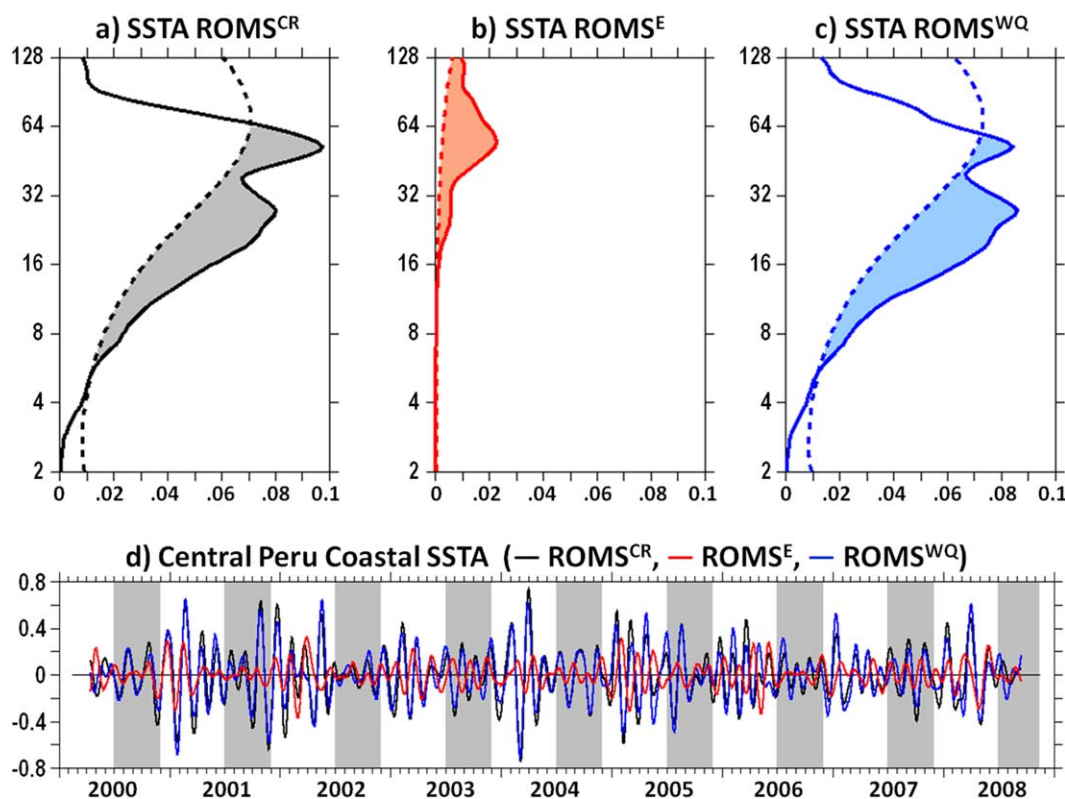 a) SSTA ROMS^CR b) SSTA ROMS^E c) SSTA ROMS^WQ
128 128 128
64 64 64
32 32 32
16 16 16
8 8 8
4 4 4
2 2 2
0 .02 .04 .06 .08 0.1 0 .02 .04 .06 .08 0.1 0 .02 .04 .06 .08 0.1
d) Central Peru Coastal SSTA (— ROMS^CR, — ROMS^E, — ROMS^WQ)
0.8
0.4
0
-0.4
-0.8
2000 2001 2002 2003 2004 2005 2006 2007 2008